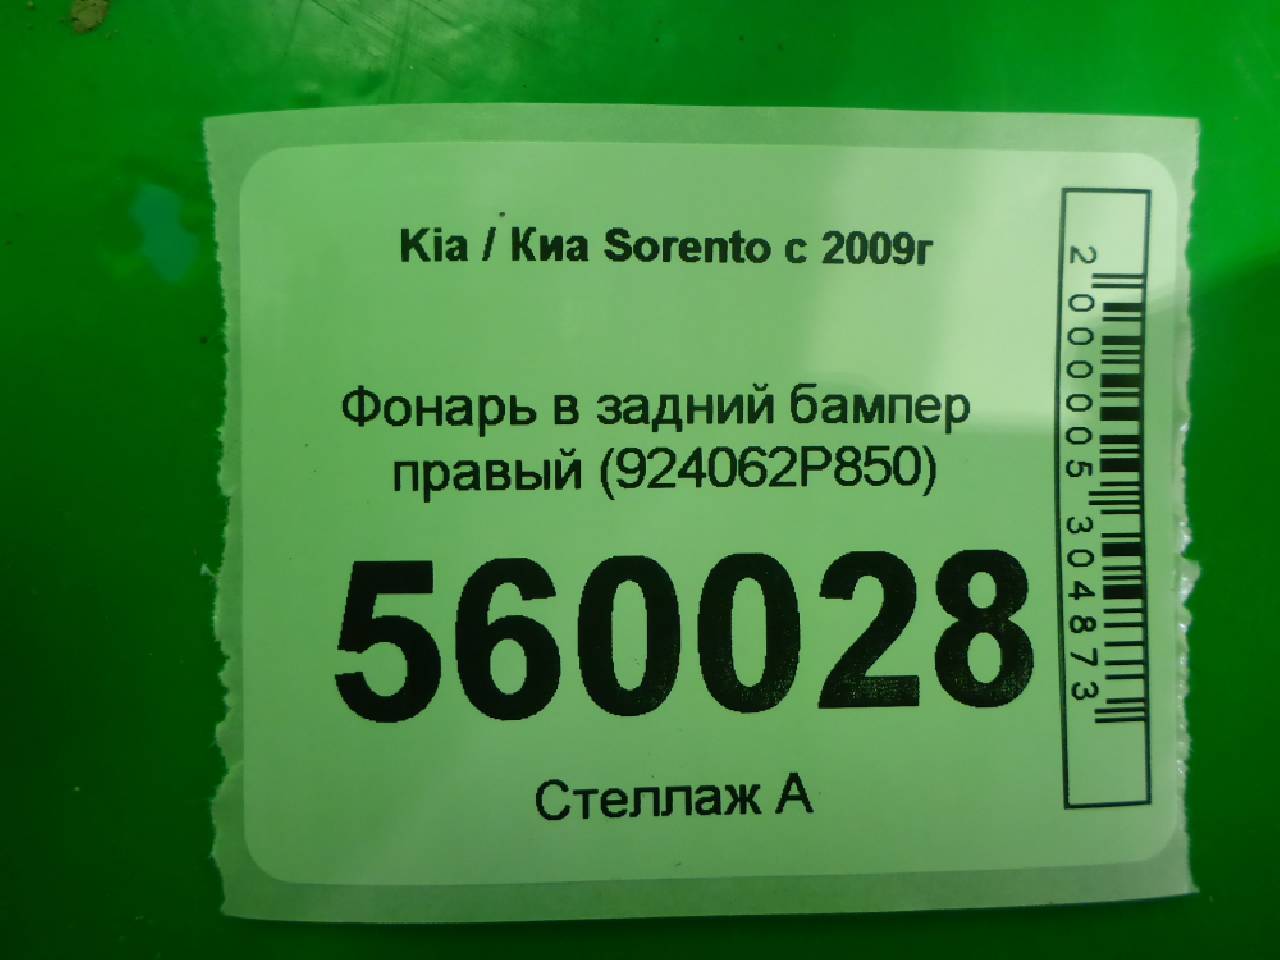 Kia / Киа Sorento с 2009г
Фонарь в задний бампер
правый (924062P850)
560028
Стеллаж А
2000005304873